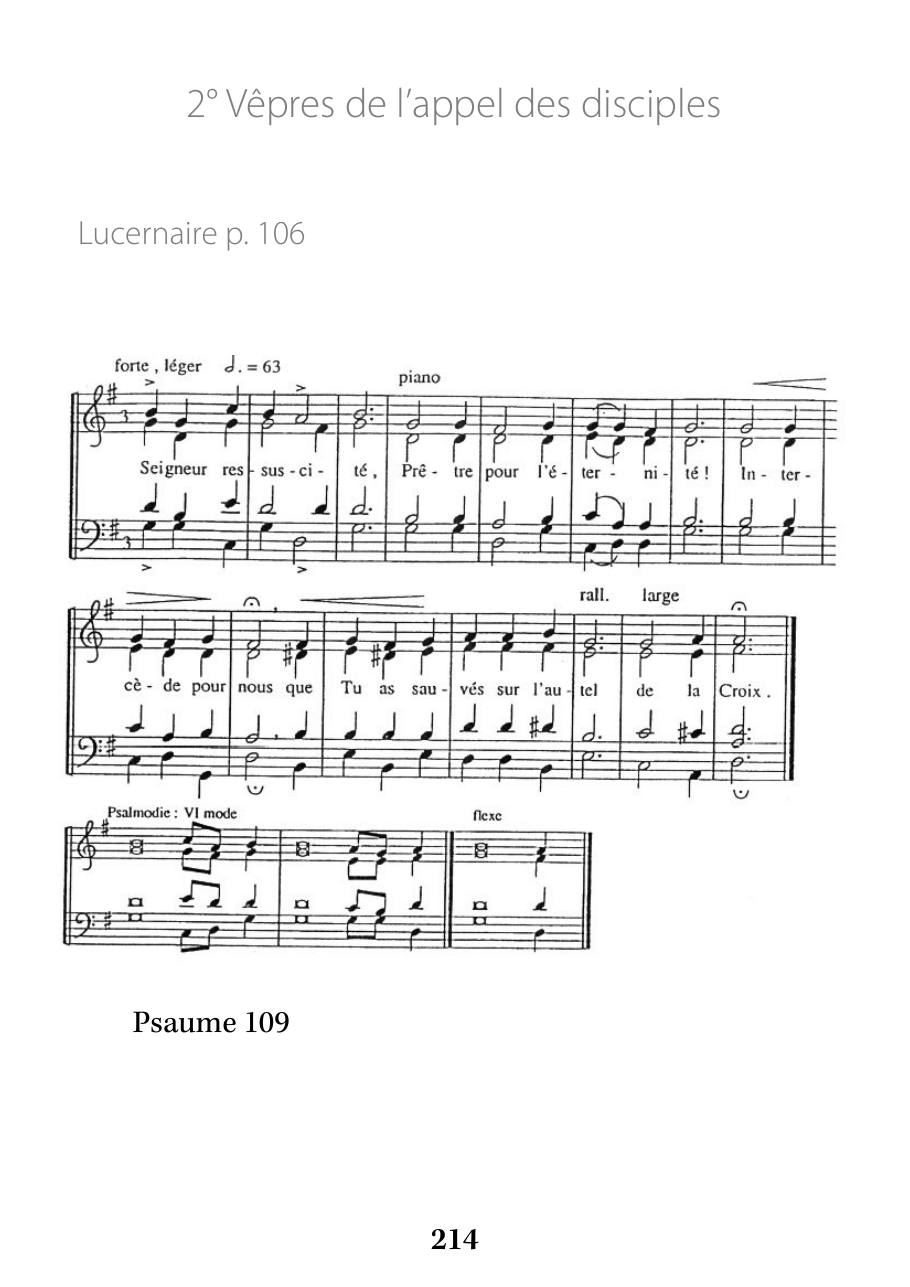 2° Vêpres de l'appel des disciples
Lucernaire p. 106
forte , léger 𝅗𝅥. = 63
piano
3
Seigneur res - sus - ci - té , Prê - tre pour l'é - ter - ni - té ! In - ter -
3
rall. large
cè - de pour nous que Tu as sau - vés sur l'au - tel de la Croix .
Psalmodie : VI mode flexe
Psaume 109
214